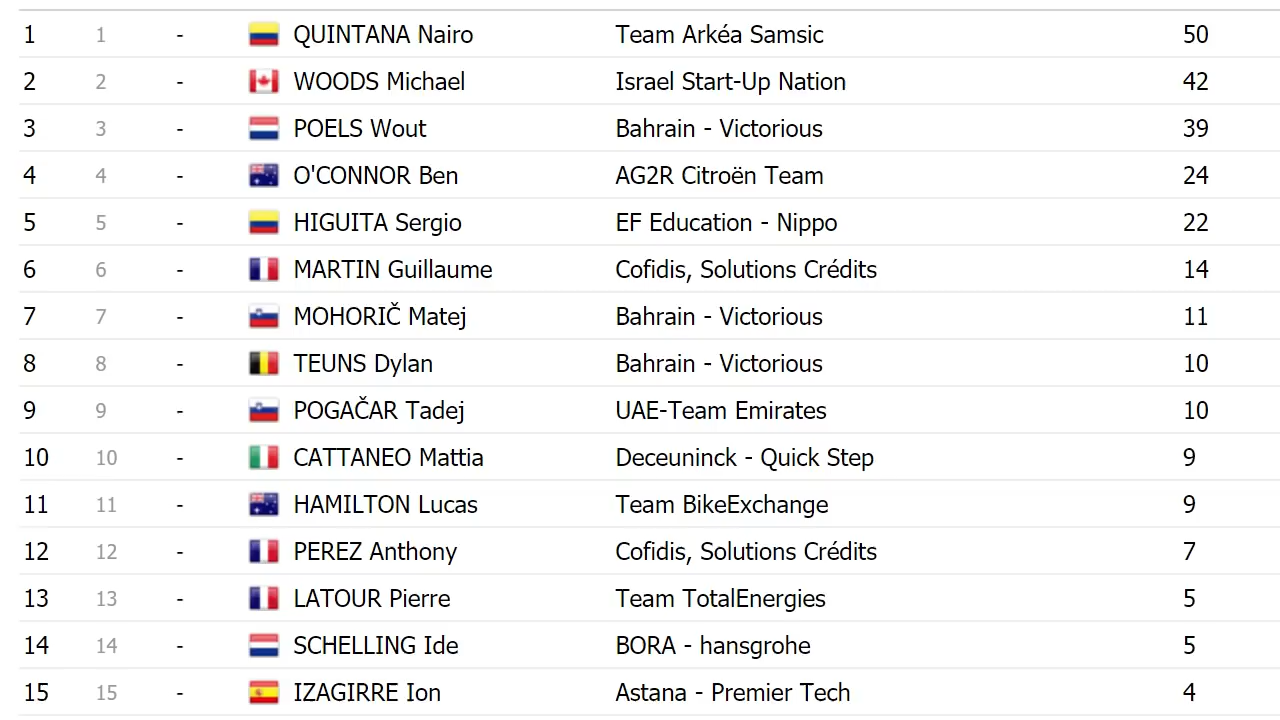 1 1 - QUINTANA Nairo Team Arkéa Samsic 50
2 2 - WOODS Michael Israel Start-Up Nation 42
3 3 - POELS Wout Bahrain - Victorious 39
4 4 - O'CONNOR Ben AG2R Citroën Team 24
5 5 - HIGUITA Sergio EF Education - Nippo 22
6 6 - MARTIN Guillaume Cofidis, Solutions Crédits 14
7 7 - MOHORIČ Matej Bahrain - Victorious 11
8 8 - TEUNS Dylan Bahrain - Victorious 10
9 9 - POGAČAR Tadej UAE-Team Emirates 10
10 10 - CATTANEO Mattia Deceuninck - Quick Step 9
11 11 - HAMILTON Lucas Team BikeExchange 9
12 12 - PEREZ Anthony Cofidis, Solutions Crédits 7
13 13 - LATOUR Pierre Team TotalEnergies 5
14 14 - SCHELLING Ide BORA - hansgrohe 5
15 15 - IZAGIRRE Ion Astana - Premier Tech 4